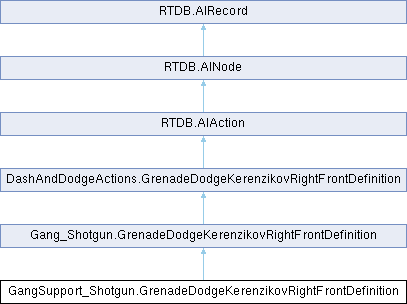 RTDB.AIRecord
RTDB.AINode
RTDB.AIAction
DashAndDodgeActions.GrenadeDodgeKerenzikovRightFrontDefinition
Gang_Shotgun.GrenadeDodgeKerenzikovRightFrontDefinition
GangSupport_Shotgun.GrenadeDodgeKerenzikovRightFrontDefinition